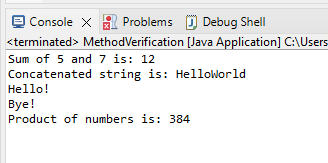 Console Problems Debug Shell
<terminated> MethodVerification [Java Application] C:\Users
Sum of 5 and 7 is: 12
Concatenated string is: HelloWorld
Hello!
Bye!
Product of numbers is: 384